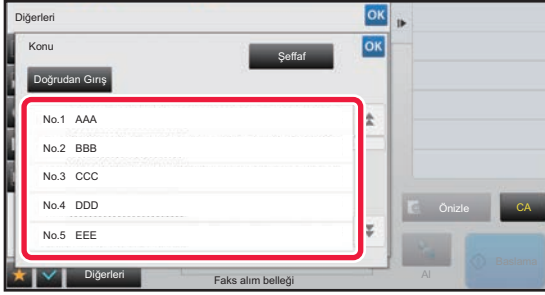 Diğerleri
OK
Konu
Şeffaf
OK
Doğrudan Giriş
No.1 AAA
No.2 BBB
No.3 CCC
No.4 DDD
No.5 EEE
Önizle
CA
Diğerleri
Faks alım belleği
Al